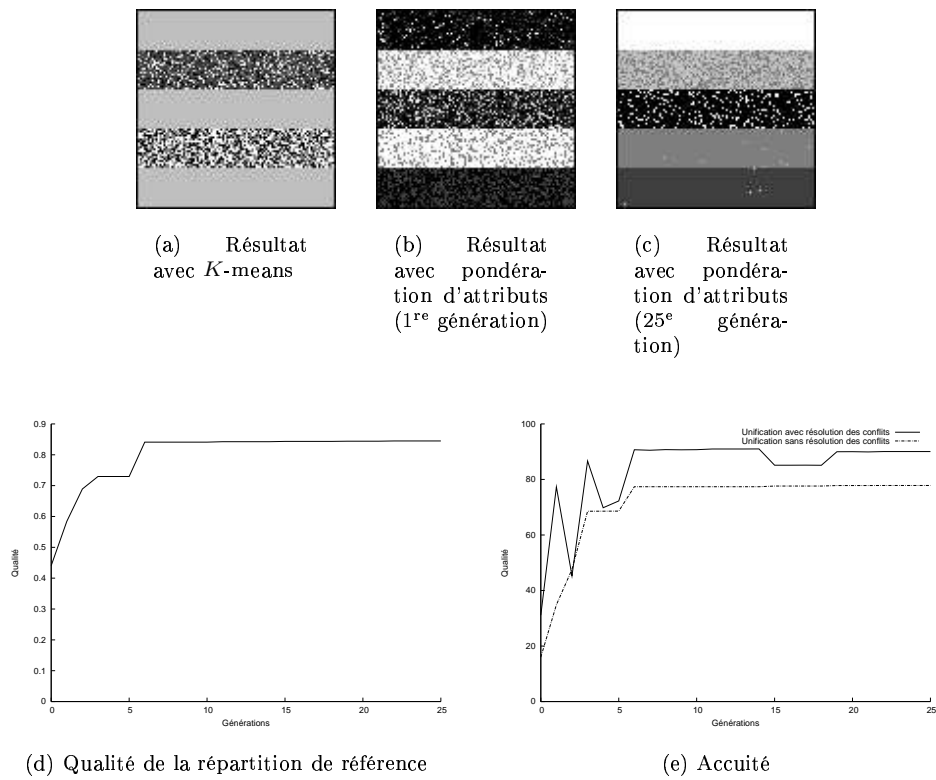 (a) Résultat
avec K-means
(b) Résultat
avec pondéra-
tion d'attributs
(1re génération)
(c) Résultat
avec pondéra-
tion d'attributs
(25e généra-
tion)
0.9
0.8
0.7
0.6
0.5
0.4
0.3
0.2
0.1
0
Qualité
0 5 10 15 20 25
Générations
(d) Qualité de la répartition de référence
100
80
60
40
20
0
Qualité
Unification avec résolution des conflits
Unification sans résolution des conflits
0 5 10 15 20 25
Générations
(e) Accuité